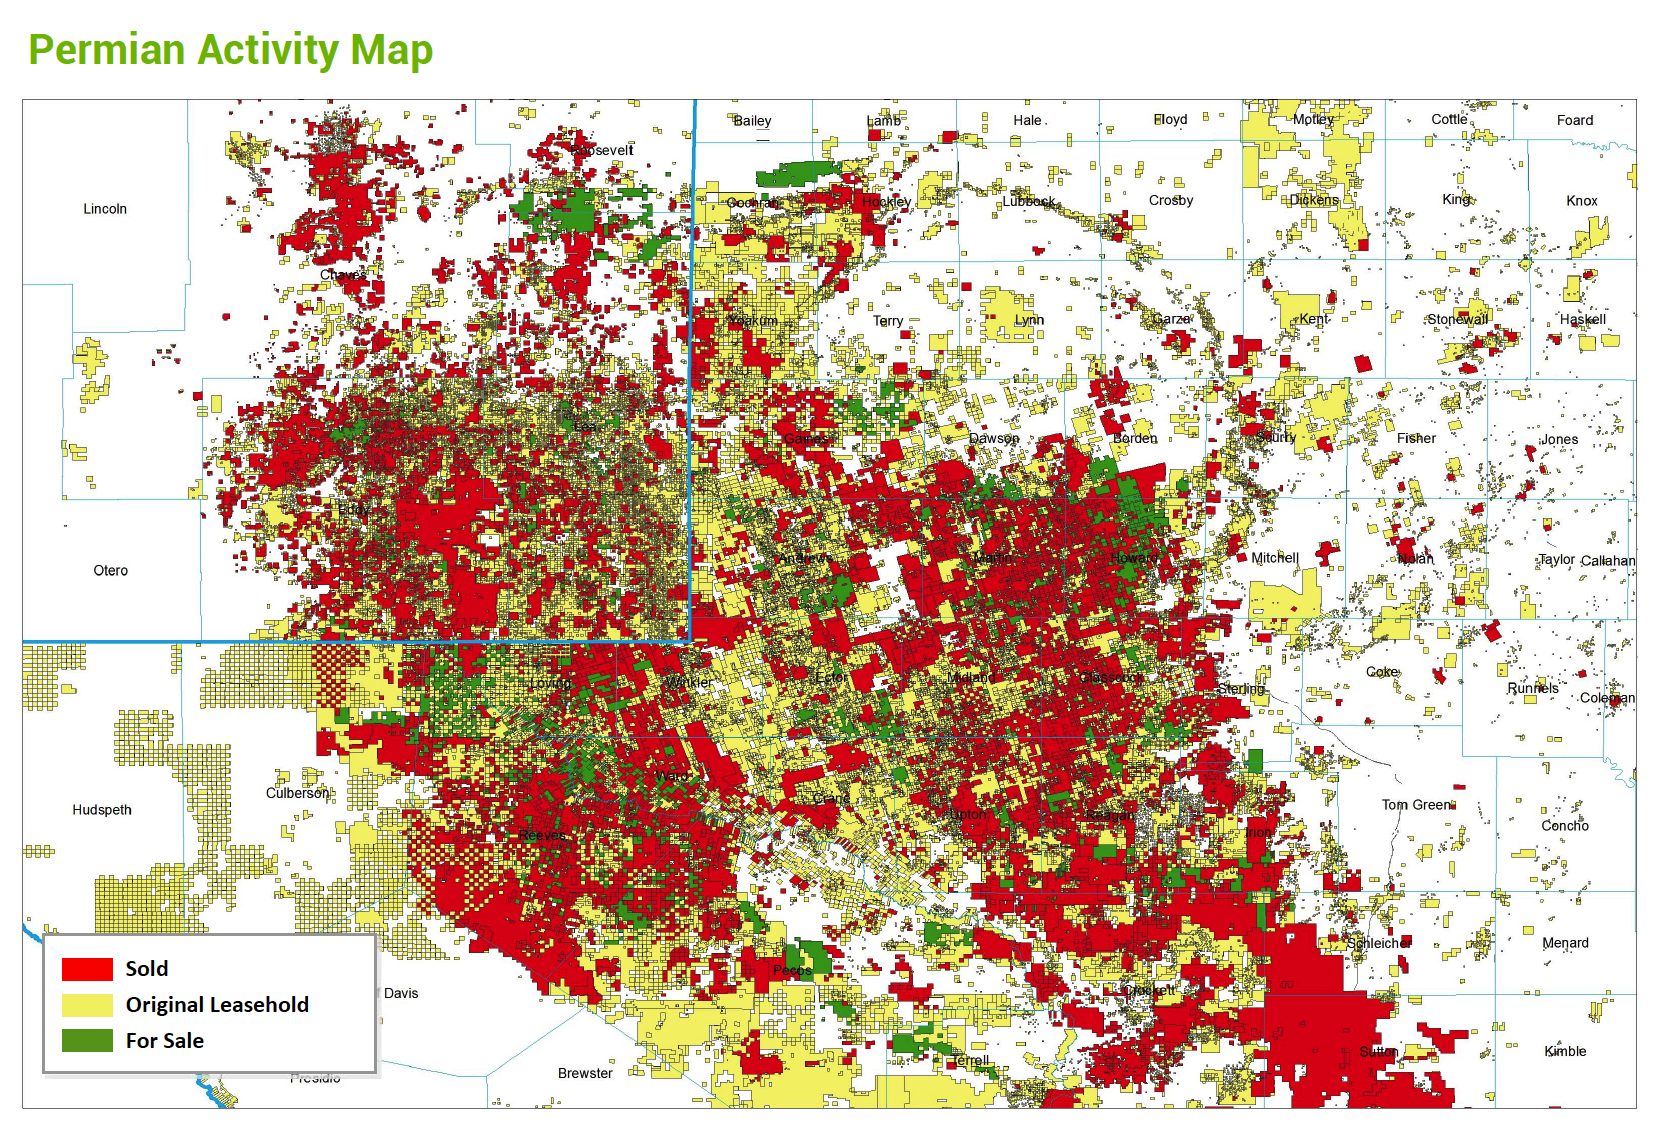 Permian Activity Map
Bailey
Lamb
Hale
Floyd
Motley
Cottle
Foard
Roosevelt
Lincoln
Cochran
Hockley
Lubbock
Crosby
Dickens
King
Knox
Chaves
Yoakum
Terry
Lynn
Garza
Kent
Stonewall
Haskell
Lea
Gaines
Dawson
Borden
Scurry
Fisher
Jones
Eddy
Otero
Andrews
Martin
Howard
Mitchell
Nolan
Taylor
Callahan
Loving
Winkler
Ector
Midland
Glasscock
Sterling
Coke
Runnels
Coleman
Hudspeth
Culberson
Ward
Crane
Reeves
Upton
Reagan
Irion
Tom Green
Concho
Pecos
Schleicher
Menard
Davis
Crockett
Brewster
Terrell
Sutton
Kimble
Presidio
Sold
Original Leasehold
For Sale